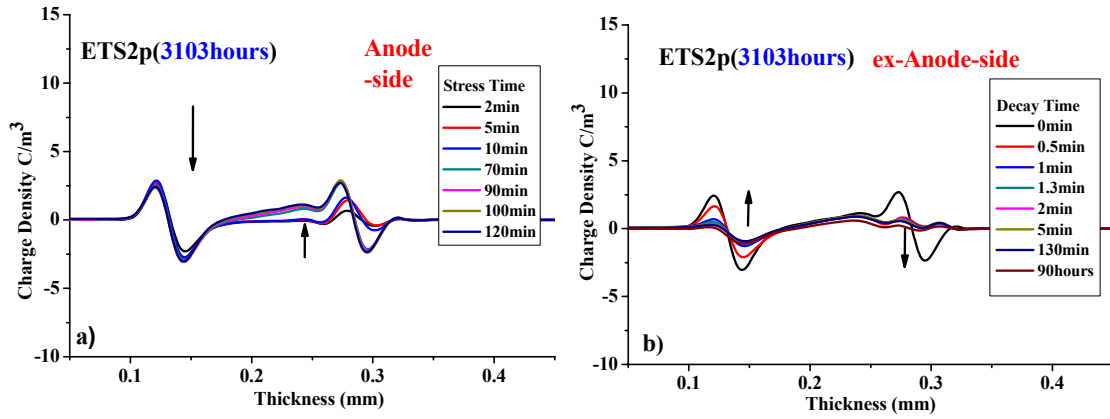 15
10
5
0
-5
-10
0.1
0.2
0.3
0.4
Charge Density C/m³
Thickness (mm)
ETS2p(3103hours)
Anode
-side
Stress Time
2min
5min
10min
70min
90min
100min
120min
a)
15
10
5
0
-5
-10
0.1
0.2
0.3
0.4
Charge Density C/m³
Thickness (mm)
ETS2p(3103hours) ex-Anode-side
Decay Time
0min
0.5min
1min
1.3min
2min
5min
130min
90hours
b)